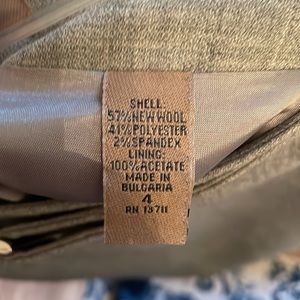 SHELL:
57% NEW WOOL
41% POLYESTER
2% SPANDEX
LINING:
100% ACETATE
MADE IN
BULGARIA
4
RN 13711